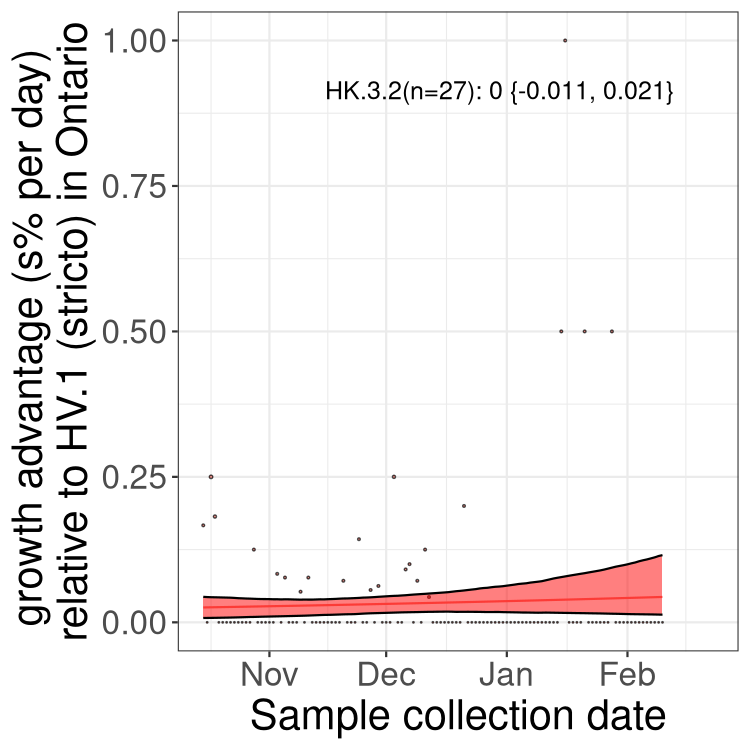 growth advantage (s% per day)
relative to HV.1 (stricto) in Ontario
1.00
HK.3.2(n=27): 0 {-0.011, 0.021}
0.75
0.50
0.25
0.00
Nov Dec Jan Feb
Sample collection date